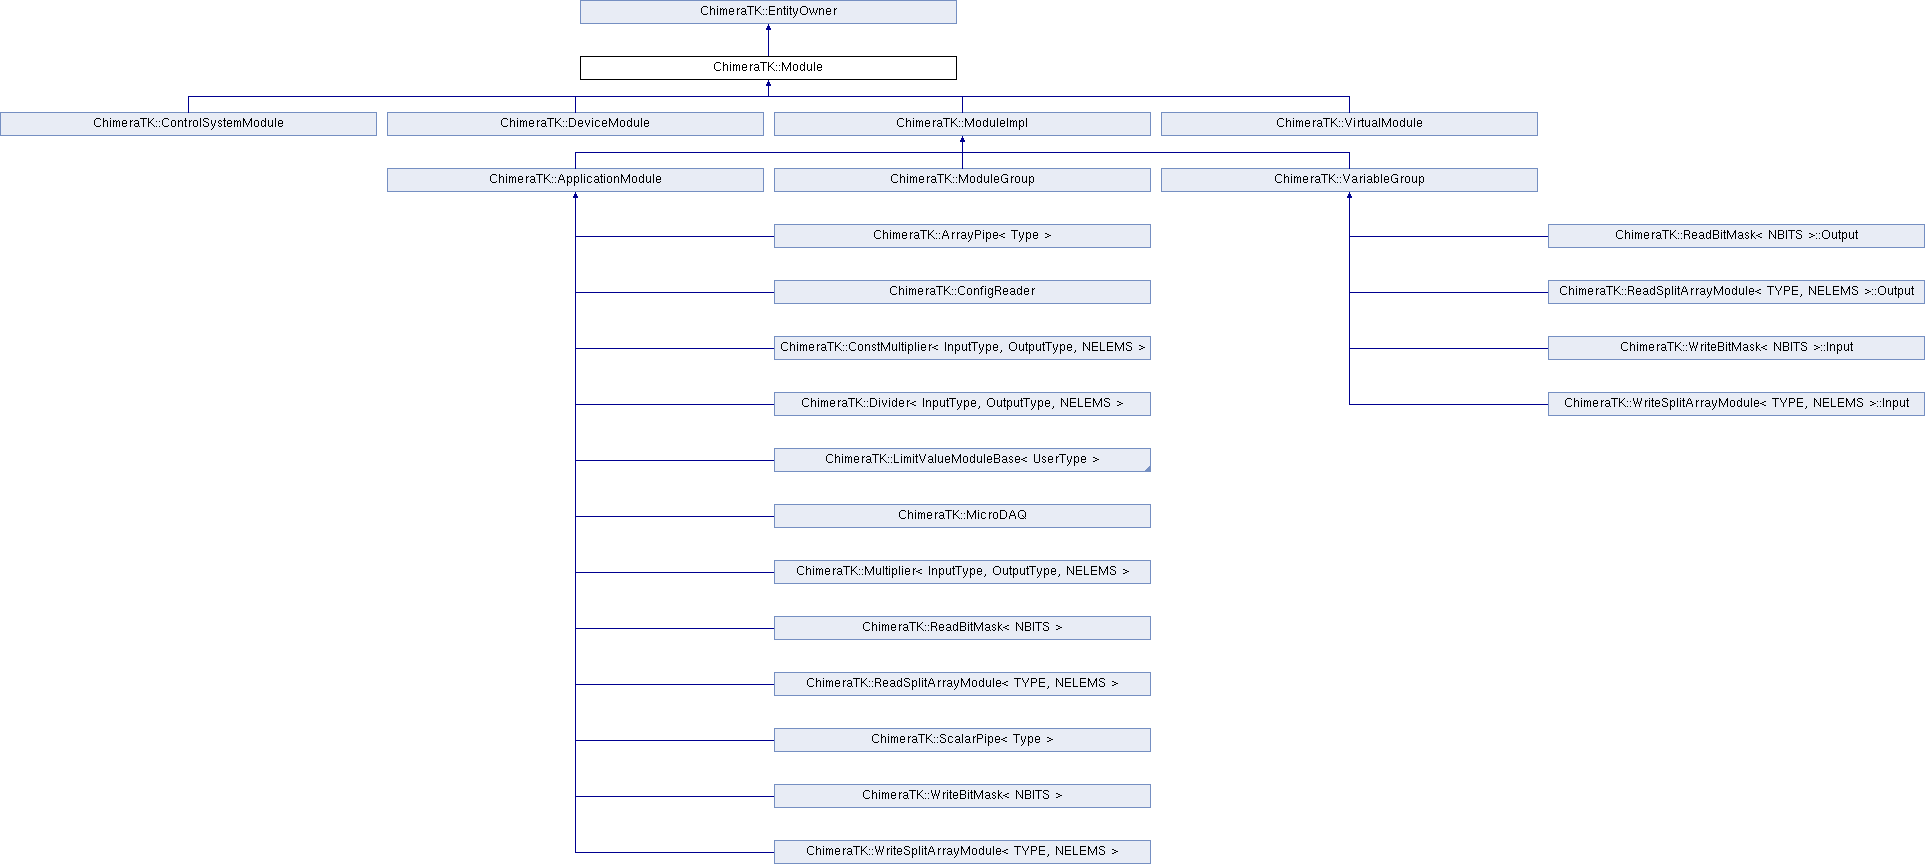 ChimeraTK::EntityOwner
ChimeraTK::Module
ChimeraTK::ControlSystemModule
ChimeraTK::DeviceModule
ChimeraTK::ModuleImpl
ChimeraTK::VirtualModule
ChimeraTK::ApplicationModule
ChimeraTK::ModuleGroup
ChimeraTK::VariableGroup
ChimeraTK::ArrayPipe< Type >
ChimeraTK::ReadBitMask< NBITS >::Output
ChimeraTK::ConfigReader
ChimeraTK::ReadSplitArrayModule< TYPE, NELEMS >::Output
ChimeraTK::ConstMultiplier< InputType, OutputType, NELEMS >
ChimeraTK::WriteBitMask< NBITS >::Input
ChimeraTK::Divider< InputType, OutputType, NELEMS >
ChimeraTK::WriteSplitArrayModule< TYPE, NELEMS >::Input
ChimeraTK::LimitValueModuleBase< UserType >
ChimeraTK::MicroDAQ
ChimeraTK::Multiplier< InputType, OutputType, NELEMS >
ChimeraTK::ReadBitMask< NBITS >
ChimeraTK::ReadSplitArrayModule< TYPE, NELEMS >
ChimeraTK::ScalarPipe< Type >
ChimeraTK::WriteBitMask< NBITS >
ChimeraTK::WriteSplitArrayModule< TYPE, NELEMS >